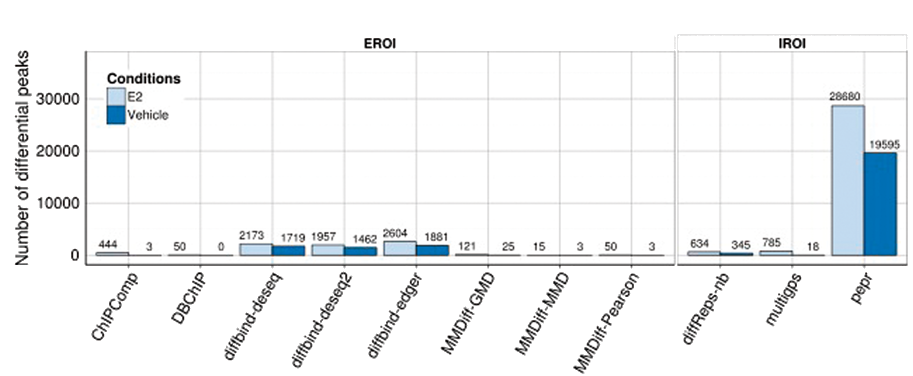 EROI
IROI
Number of differential peaks
Conditions
E2
Vehicle
30000
20000
10000
0
444
3
50
0
2173
1719
1957
1462
2604
1881
121
25
15
3
50
3
634
345
785
18
28680
19595
ChIPComp
DBChIP
diffbind-deseq
diffbind-deseq2
diffbind-edger
MMDiff-GMD
MMDiff-MMD
MMDiff-Pearson
diffReps-nb
multigps
pepr